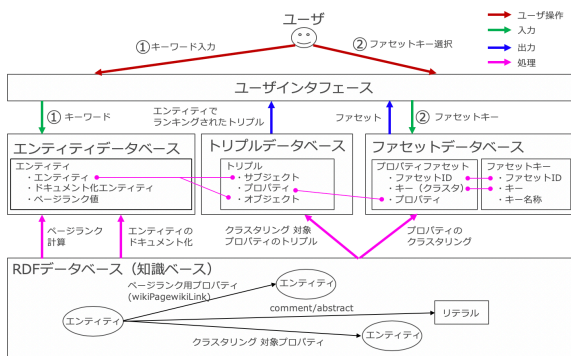 ユーザ
①キーワード入力
②ファセットキー選択
ユーザ操作
入力
出力
処理
ユーザインタフェース
①キーワード
エンティティで
ランキングされたトリプル
ファセット
②ファセットキー
エンティティデータベース
エンティティ
・エンティティ
・ドキュメント化エンティティ
・ページランク値
トリプルデータベース
トリプル
・サブジェクト
・プロパティ
・オブジェクト
ファセットデータベース
プロパティファセット
・ファセットID
・キー（クラスタ）
・プロパティ
ファセットキー
・ファセットID
・キー
・キー名称
ページランク
計算
エンティティの
ドキュメント化
クラスタリング 対象
プロパティのトリプル
プロパティの
クラスタリング
RDFデータベース（知識ベース）
ページランク用プロパティ
(wikiPagewikiLink)
エンティティ
comment/abstract
エンティティ
リテラル
クラスタリング 対象プロパティ
エンティティ